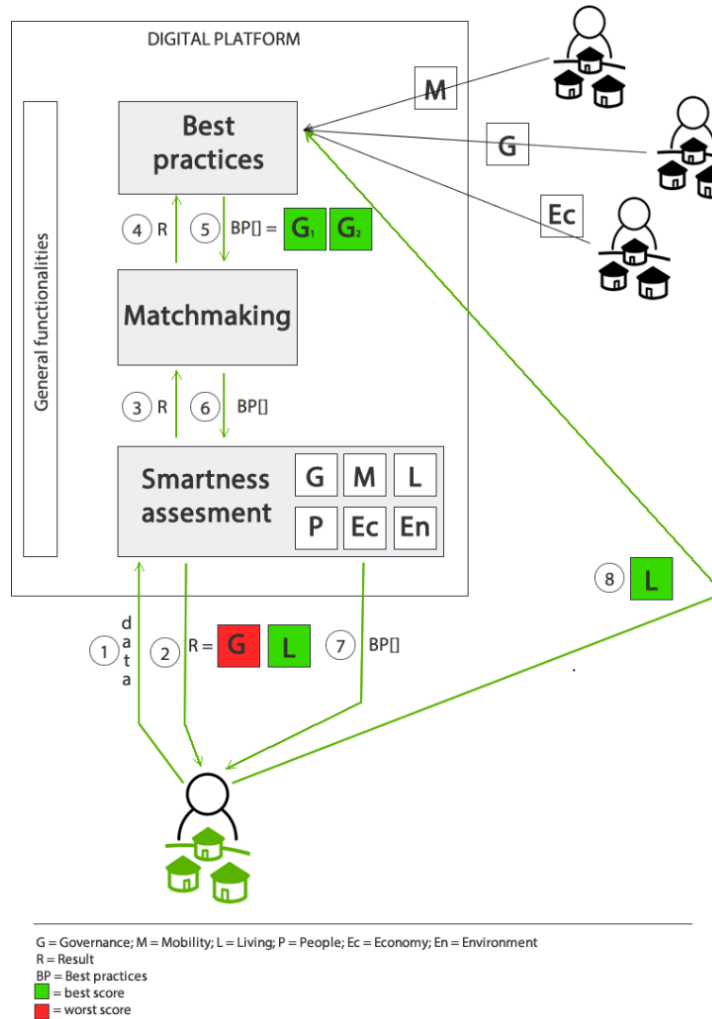 DIGITAL PLATFORM
General functionalities
Best
practices
M
G
Ec
4 R
5 BP[] = G₁ G₂
Matchmaking
3 R
6 BP[]
Smartness
assesment
G M L
P Ec En
8 L
1 data
2 R = G L
7 BP[]
G = Governance; M = Mobility; L = Living; P = People; Ec = Economy; En = Environment
R = Result
BP = Best practices
= best score
= worst score